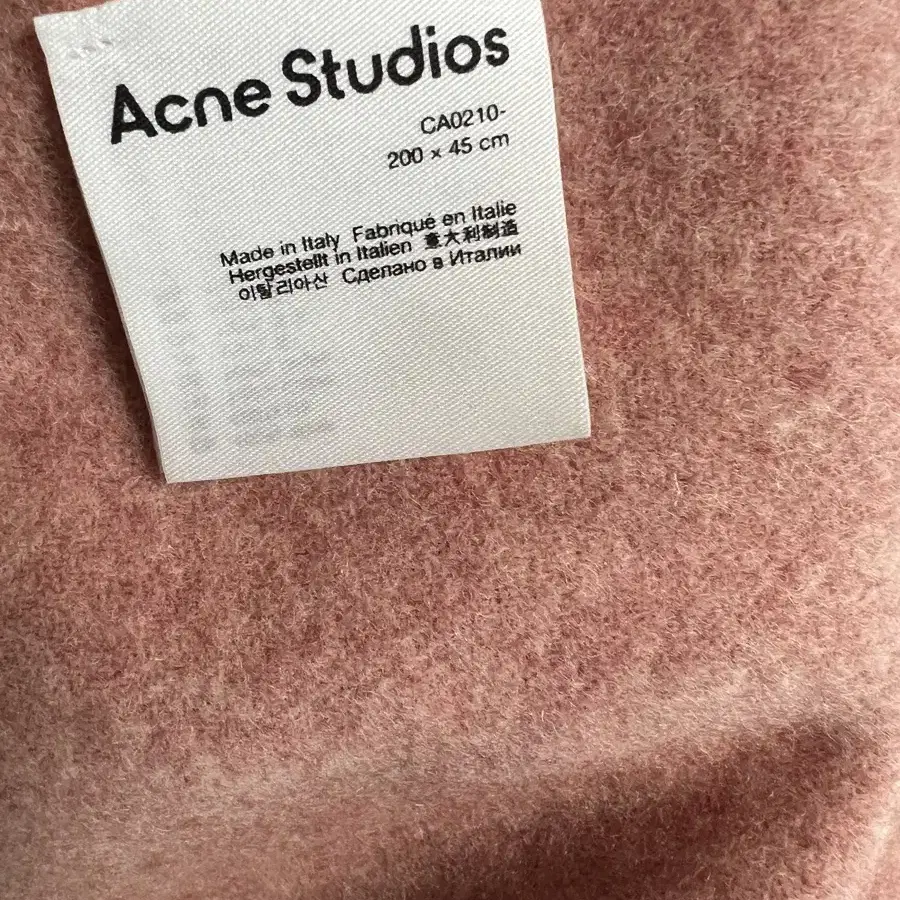 Acne Studios
CA0210-
200 x 45 cm
Made in Italy Fabriqué en Italie
Hergestellt in Italien 意大利制造
이탈리아산 Сделано в Италии